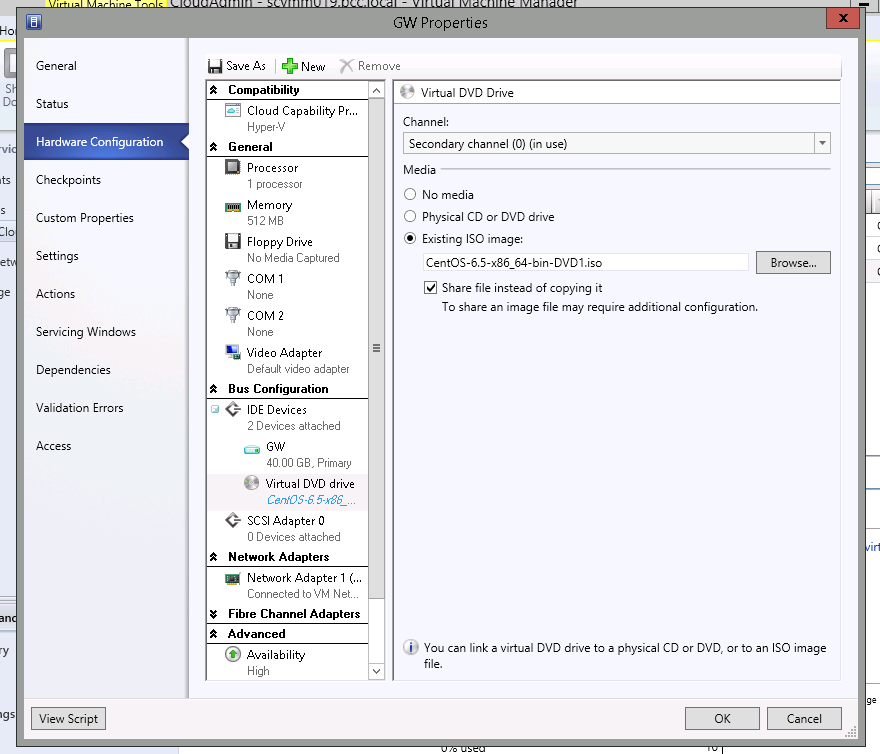 Virtual Machine Tools
CloudAdmin - scvmm019.bcc.local - Virtual Machine Manager
GW Properties
X
General
Status
Hardware Configuration
Checkpoints
Custom Properties
Settings
Actions
Servicing Windows
Dependencies
Validation Errors
Access
Save As
New
Remove
Compatibility
Cloud Capability Pr...
Hyper-V
General
Processor
1 processor
Memory
512 MB
Floppy Drive
No Media Captured
COM 1
None
COM 2
None
Video Adapter
Default video adapter
Bus Configuration
IDE Devices
2 Devices attached
GW
40.00 GB, Primary
Virtual DVD drive
CentOS-6.5-x86_...
SCSI Adapter 0
0 Devices attached
Network Adapters
Network Adapter 1 (...
Connected to VM Net...
Fibre Channel Adapters
Advanced
Availability
High
Virtual DVD Drive
Channel:
Secondary channel (0) (in use)
Media
No media
Physical CD or DVD drive
Existing ISO image:
CentOS-6.5-x86_64-bin-DVD1.iso
Browse...
Share file instead of copying it
To share an image file may require additional configuration.
You can link a virtual DVD drive to a physical CD or DVD, or to an ISO image
file.
View Script
OK
Cancel
0% used